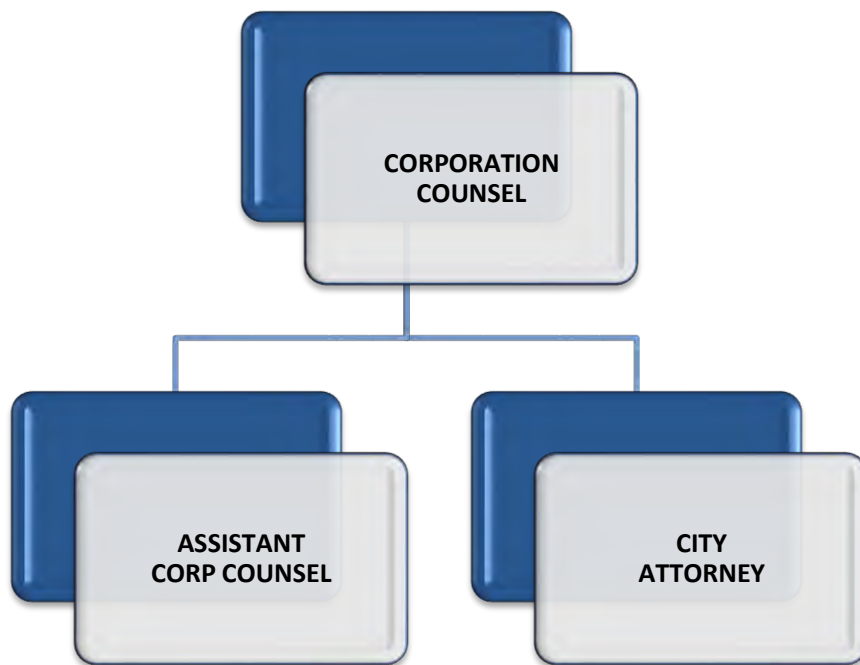 CORPORATION
COUNSEL
ASSISTANT
CORP COUNSEL
CITY
ATTORNEY